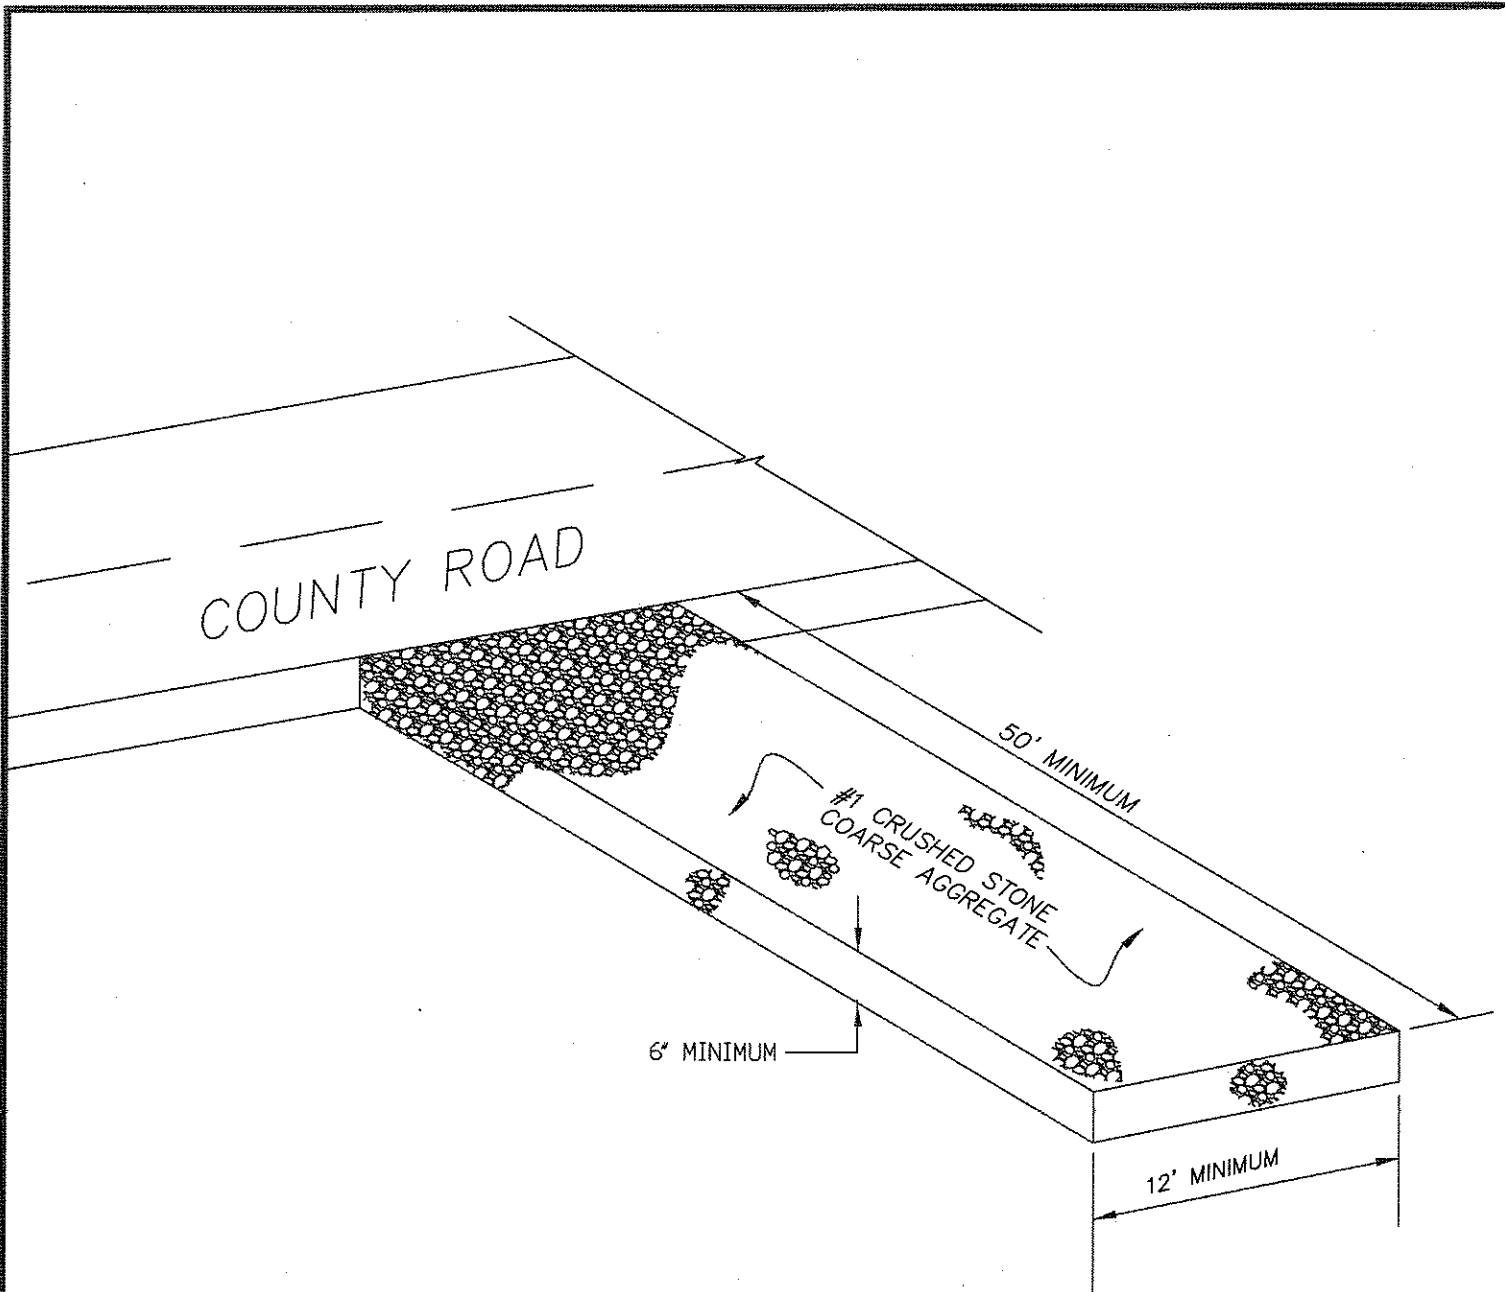 COUNTY ROAD
50' MINIMUM
#1 CRUSHED STONE
COARSE AGGREGATE
6" MINIMUM
12' MINIMUM